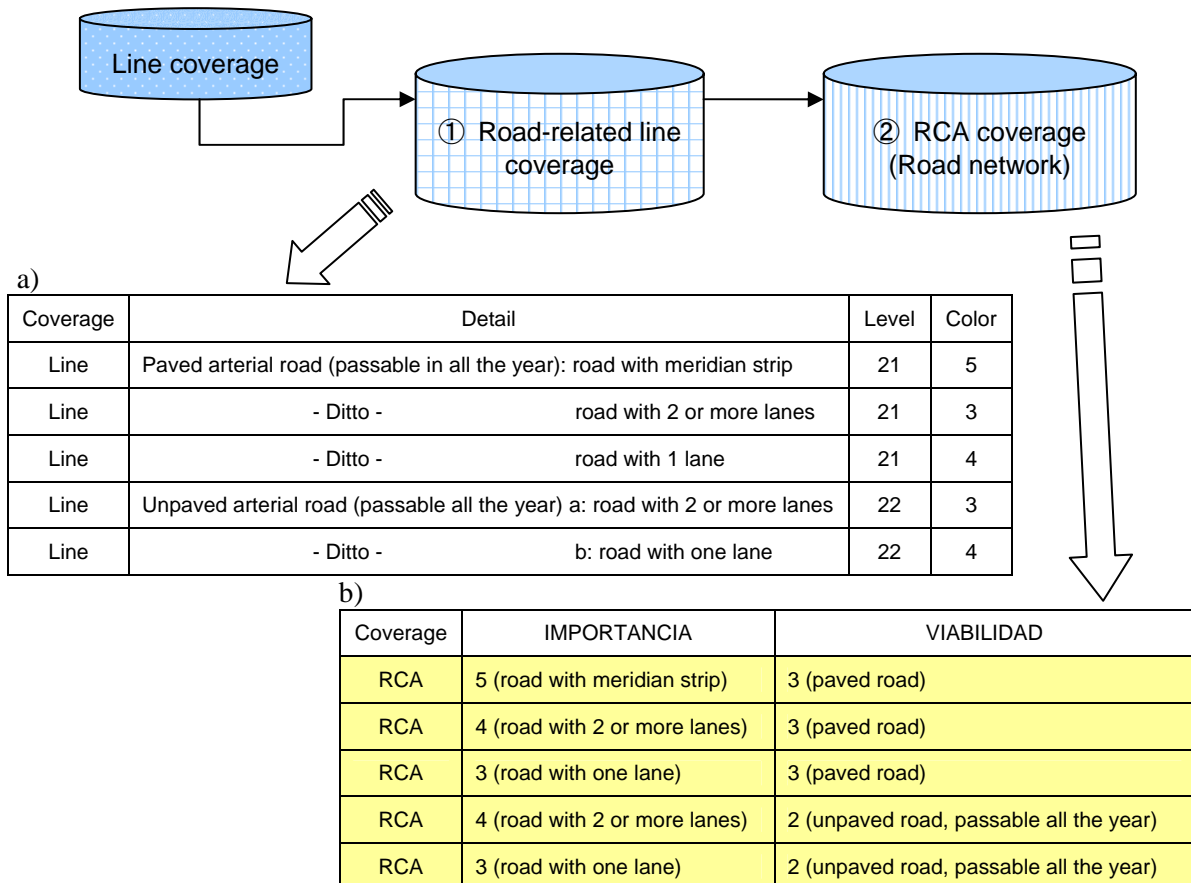 Line coverage
① Road-related line
coverage
② RCA coverage
(Road network)
a)
Coverage Detail Level Color
Line Paved arterial road (passable in all the year): road with meridian strip 21 5
Line - Ditto - road with 2 or more lanes 21 3
Line - Ditto - road with 1 lane 21 4
Line Unpaved arterial road (passable all the year) a: road with 2 or more lanes 22 3
Line - Ditto - b: road with one lane 22 4
b)
Coverage IMPORTANCIA VIABILIDAD
RCA 5 (road with meridian strip) 3 (paved road)
RCA 4 (road with 2 or more lanes) 3 (paved road)
RCA 3 (road with one lane) 3 (paved road)
RCA 4 (road with 2 or more lanes) 2 (unpaved road, passable all the year)
RCA 3 (road with one lane) 2 (unpaved road, passable all the year)